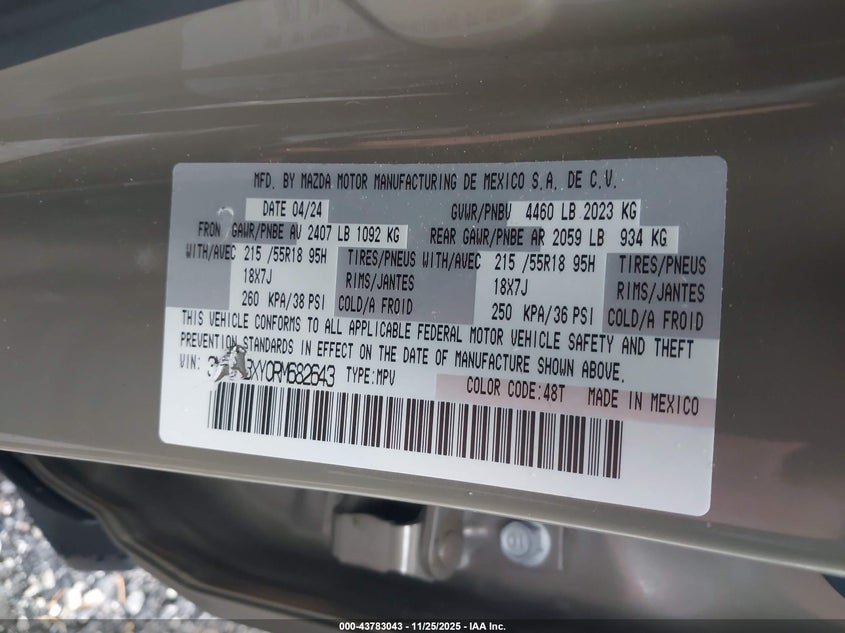 MFD. BY MAZDA MOTOR MANUFACTURING DE MEXICO S.A. DE C.V.
DATE 04/24 GVWR/PNBV 4460 LB 2023 KG
FRON GAWR/PNBE AV 2407 LB 1092 KG REAR GAWR/PNBE AR 2059 LB 934 KG
WITH/AVEC 215 /55R18 95H TIRES/PNEUS WITH/AVEC 215 /55R18 95H TIRES/PNEUS
18X7J RIMS/JANTES 18X7J RIMS/JANTES
260 KPA/38 PSI COLD/A FROID 250 KPA/36 PSI COLD/A FROID
THIS VEHICLE CONFORMS TO ALL APPLICABLE FEDERAL MOTOR VEHICLE SAFETY AND THEFT
PREVENTION STANDARDS IN EFFECT ON THE DATE OF MANUFACTURE SHOWN ABOVE.
VIN: TYPE:MPV
COLOR CODE:48T MADE IN MEXICO
000-43783043 - 11/25/2025 - IAA Inc.